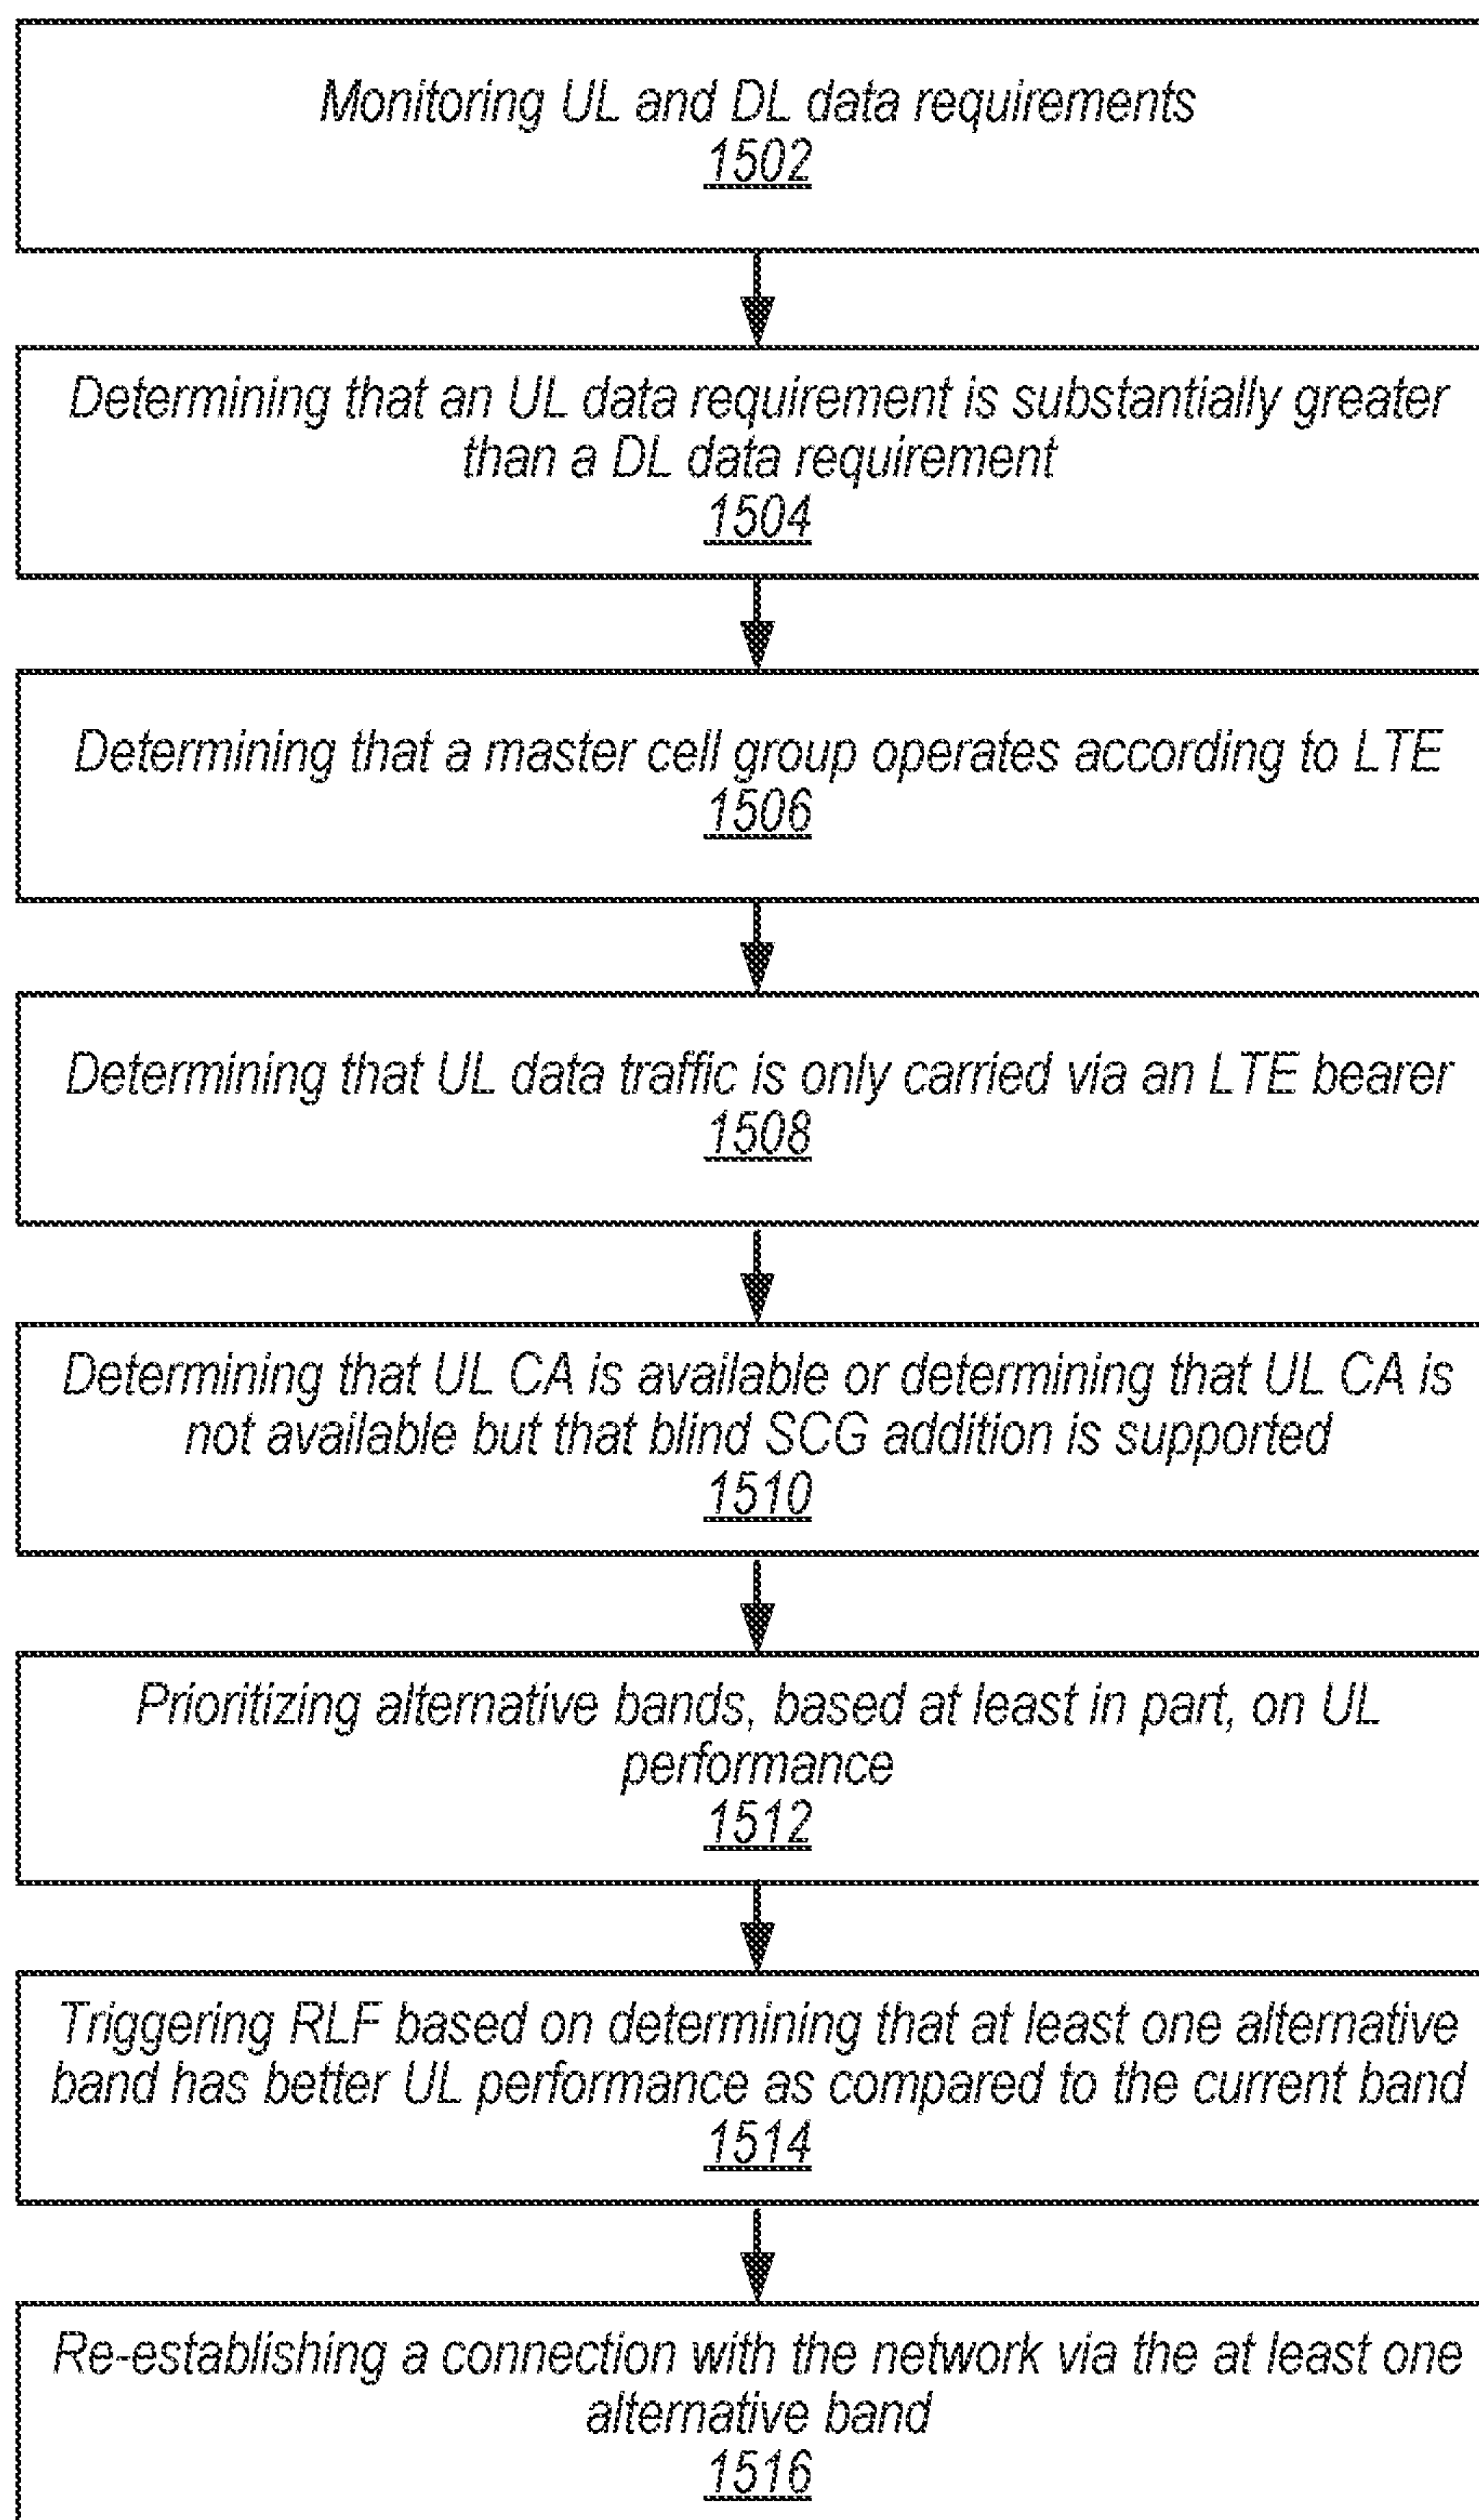 Monitoring UL and DL data requirements
1502
Determining that an UL data requirement is substantially greater
than a DL data requirement
1504
Determining that a master cell group operates according to LTE
1506
Determining that UL data traffic is only carried via an LTE bearer
1508
Determining that UL CA is available or determining that UL CA is
not available but that blind SCG addition is supported
1510
Prioritizing alternative bands, based at least in part, on UL
performance
1512
Triggering RLF based on determining that at least one alternative
band has better UL performance as compared to the current band
1514
Re-establishing a connection with the network via the at least one
alternative band
1516